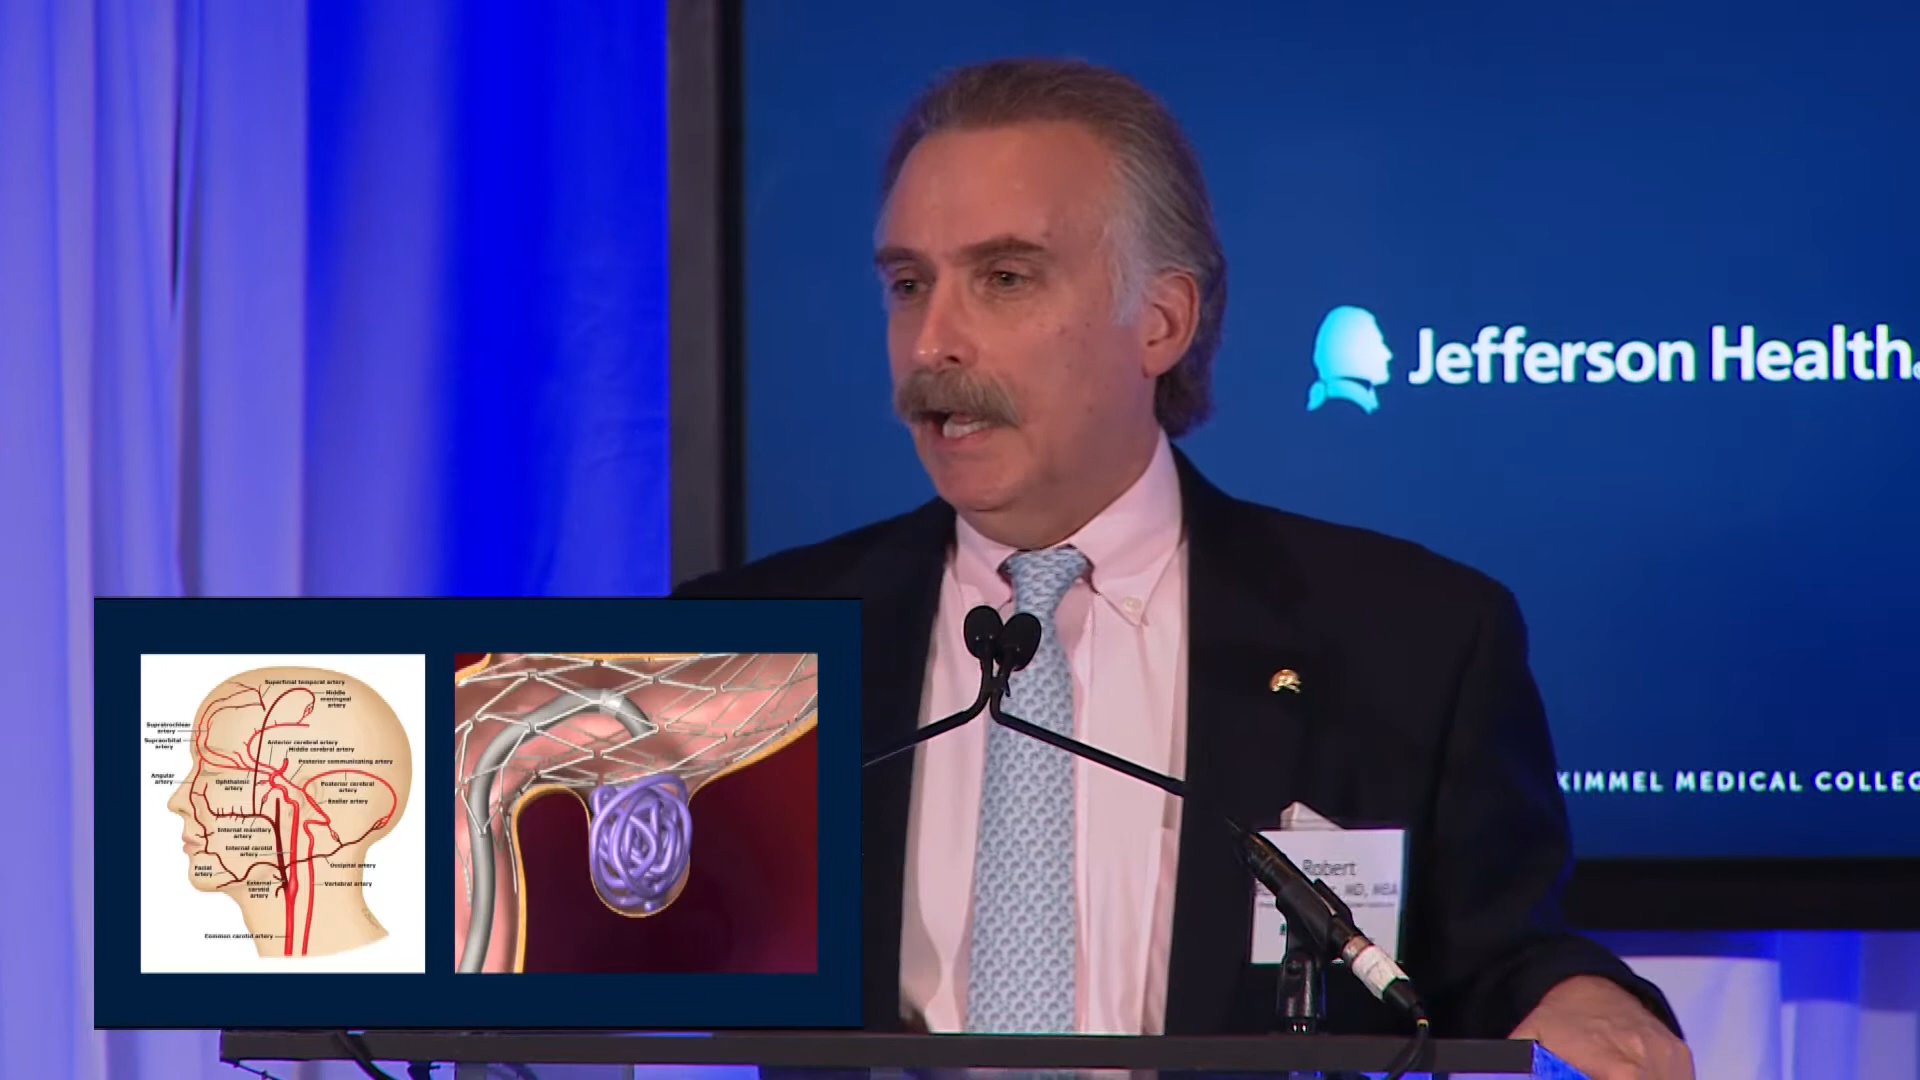 Jefferson Health.
KIMMEL MEDICAL COLLEG
Robert
MD, MBA
Superficial temporal artery
Middle
meningeal
artery
Supratrochlear
artery
Supraorbital
artery
Anterior cerebral artery
Middle cerebral artery
Posterior communicating artery
Angular
artery
Ophthalmic
artery
Posterior cerebral
artery
Basilar artery
Internal maxillary
artery
Internal carotid
artery
Facial
artery
Occipital artery
External
carotid
artery
Vertebral artery
Common carotid artery